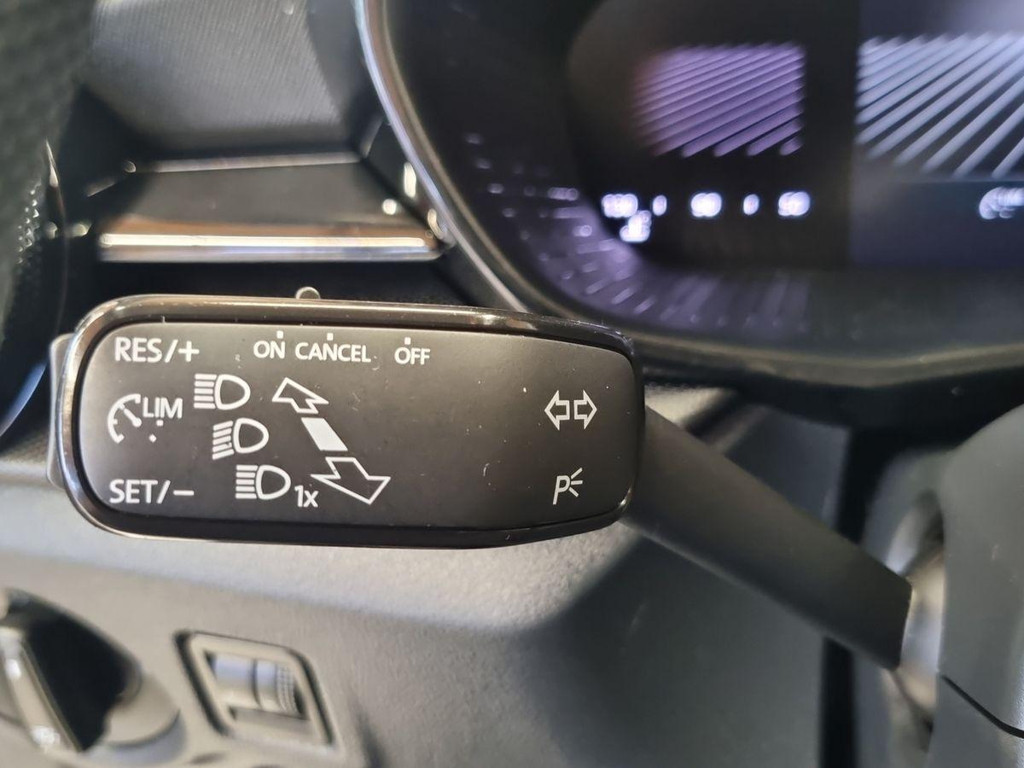 RES/+ ON CANCEL OFF
LIM
SET/− 1x
P